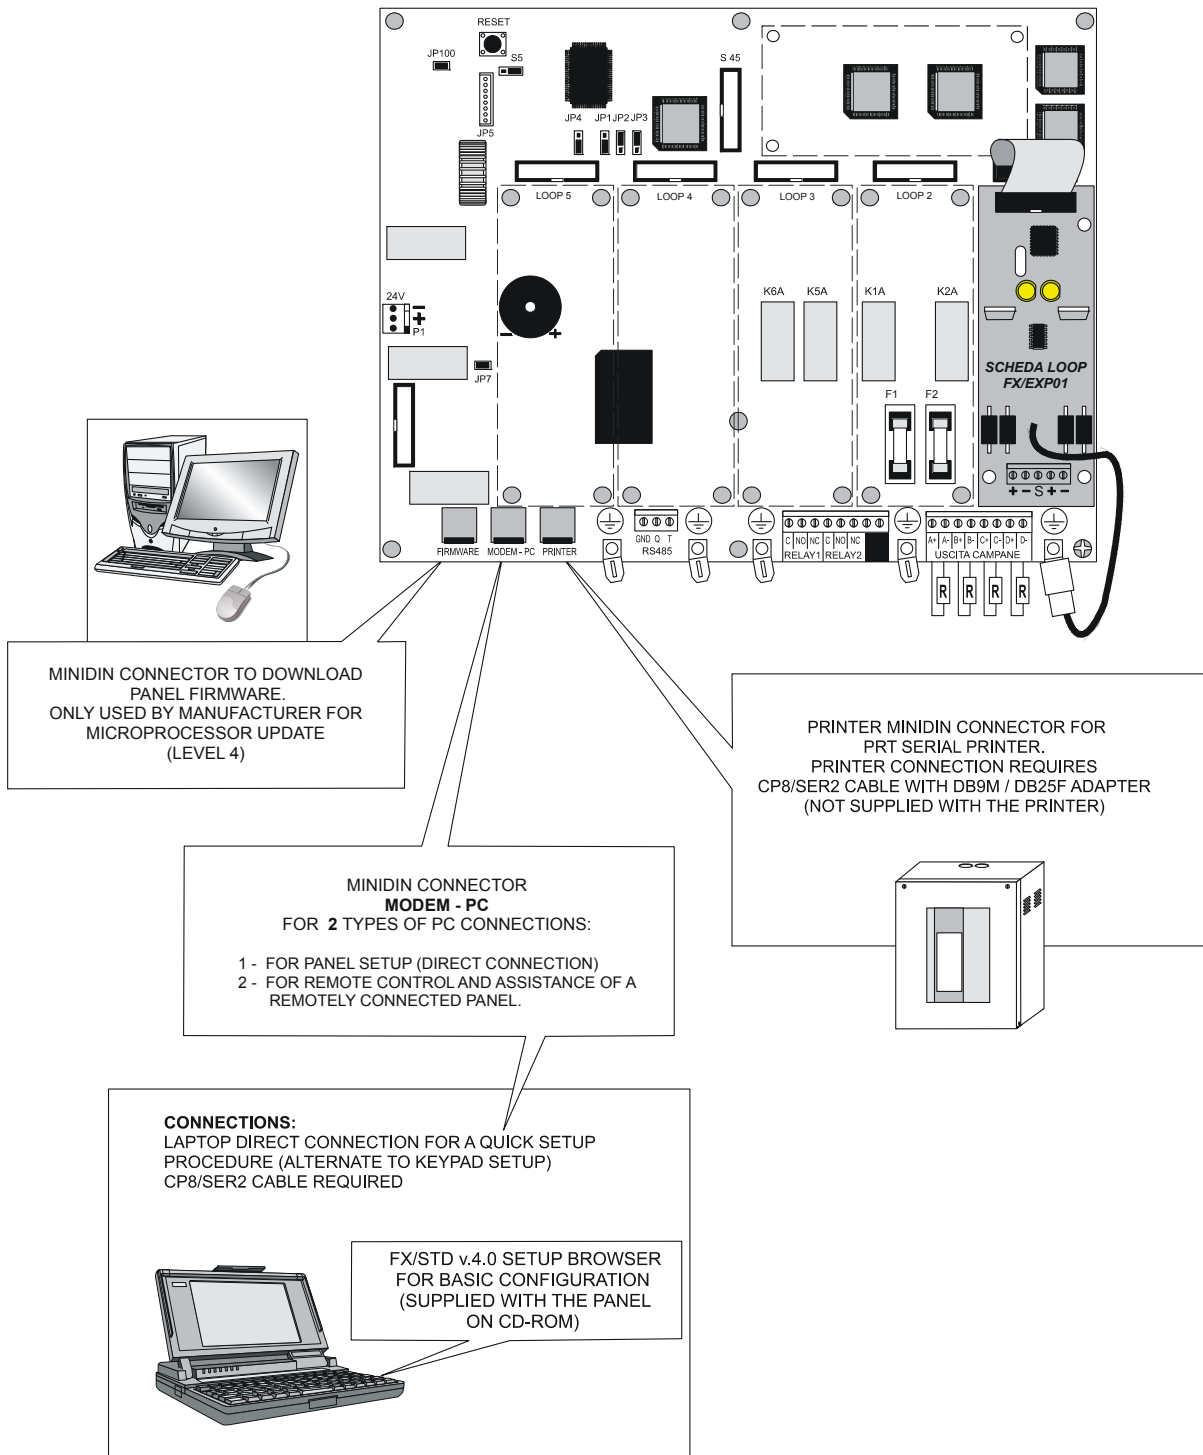 RESET
JP100
S5
S 45
JP5
JP4
JP1
JP2
JP3
LOOP 5
LOOP 4
LOOP 3
LOOP 2
24V
−
+
P1
JP7
− +
K6A
K5A
K1A
K2A
F1
F2
SCHEDA LOOP
FX/EXP01
+ − S + −
FIRMWARE
MODEM - PC
PRINTER
GND Q T
RS485
C NO NC C NO NC
RELAY1 RELAY2
A+ A- B+ B- C+ C- D+ D-
USCITA CAMPANE
R R R R
MINIDIN CONNECTOR TO DOWNLOAD
PANEL FIRMWARE.
ONLY USED BY MANUFACTURER FOR
MICROPROCESSOR UPDATE
(LEVEL 4)
PRINTER MINIDIN CONNECTOR FOR
PRT SERIAL PRINTER.
PRINTER CONNECTION REQUIRES
CP8/SER2 CABLE WITH DB9M / DB25F ADAPTER
(NOT SUPPLIED WITH THE PRINTER)
MINIDIN CONNECTOR
MODEM - PC
FOR 2 TYPES OF PC CONNECTIONS:
1 - FOR PANEL SETUP (DIRECT CONNECTION)
2 - FOR REMOTE CONTROL AND ASSISTANCE OF A
REMOTELY CONNECTED PANEL.
CONNECTIONS:
LAPTOP DIRECT CONNECTION FOR A QUICK SETUP
PROCEDURE (ALTERNATE TO KEYPAD SETUP)
CP8/SER2 CABLE REQUIRED
FX/STD v.4.0 SETUP BROWSER
FOR BASIC CONFIGURATION
(SUPPLIED WITH THE PANEL
ON CD-ROM)